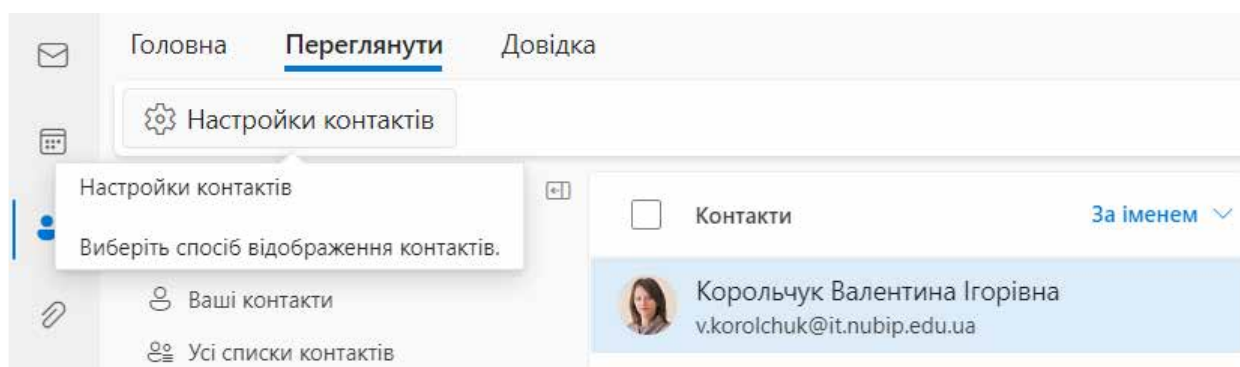 Головна Переглянути Довідка
Настройки контактів
Настройки контактів
Виберіть спосіб відображення контактів.
Контакти За іменем
Ваші контакти
Усі списки контактів
Корольчук Валентина Ігорівна
v.korolchuk@it.nubip.edu.ua